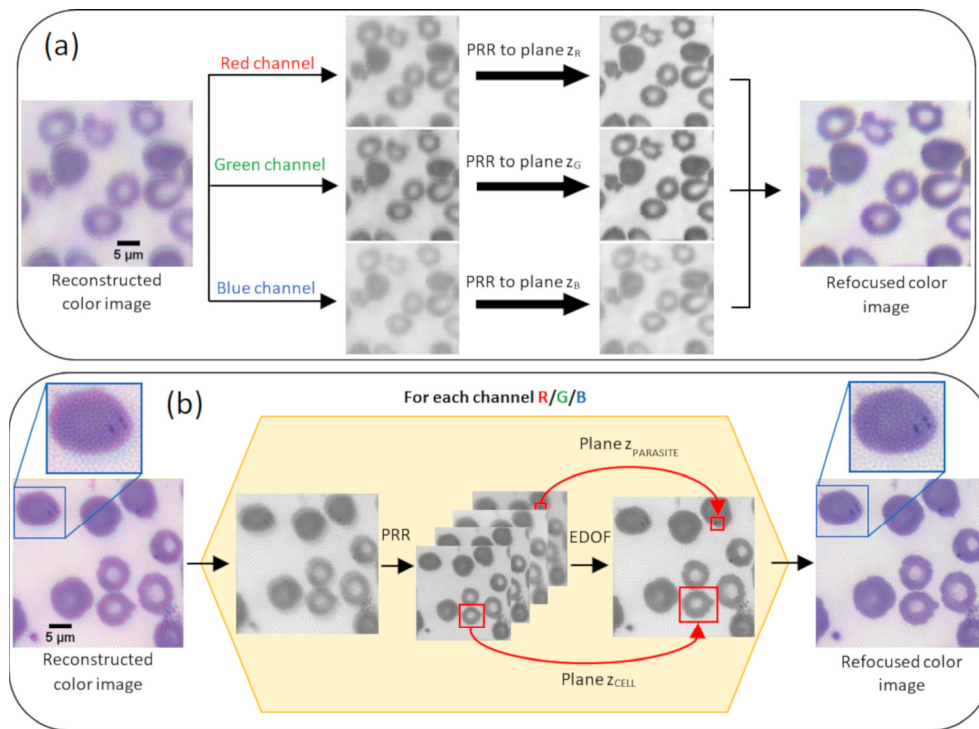 (a)
Red channel
PRR to plane zR
Green channel
PRR to plane zG
Blue channel
PRR to plane zB
5 µm
Reconstructed
color image
Refocused color
image
(b)
For each channel R/G/B
Plane zPARASITE
PRR
EDOF
Plane zCELL
5 µm
Reconstructed
color image
Refocused color
image